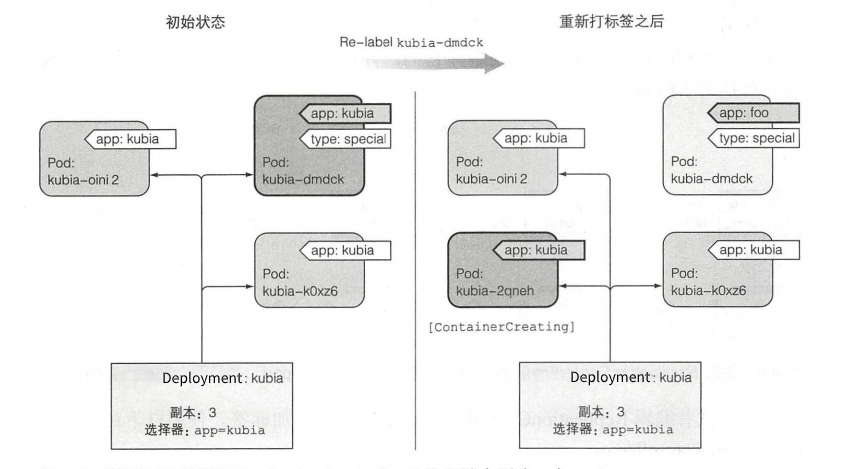 初始状态
重新打标签之后
Re-label kubia-dmdck
app: kubia
Pod:
kubia-oini 2
app: kubia
type: special
Pod:
kubia-dmdck
app: kubia
Pod:
kubia-k0xz6
Deployment: kubia
副本: 3
选择器: app=kubia
app: kubia
Pod:
kubia-oini 2
app: foo
type: special
Pod:
kubia-dmdck
app: kubia
Pod:
kubia-2qneh
[ContainerCreating]
app: kubia
Pod:
kubia-k0xz6
Deployment: kubia
副本: 3
选择器: app=kubia